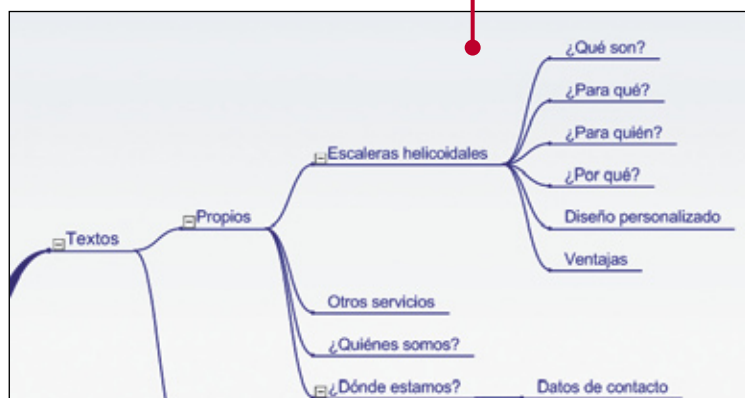 Textos
Propios
Escaleras helicoidales
¿Qué son?
¿Para qué?
¿Para quién?
¿Por qué?
Diseño personalizado
Ventajas
Otros servicios
¿Quiénes somos?
¿Dónde estamos?
Datos de contacto